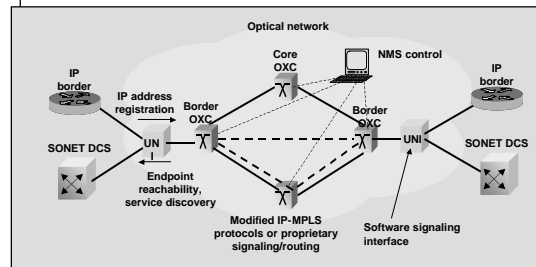 Optical network
Core
OXC
NMS control
IP
border
IP
border
IP address
registration
Border
OXC
Border
OXC
SONET DCS
UN
I
UNI
SONET DCS
Endpoint
reachability,
service discovery
Modified IP-MPLS
protocols or proprietary
signaling/routing
Software signaling
interface